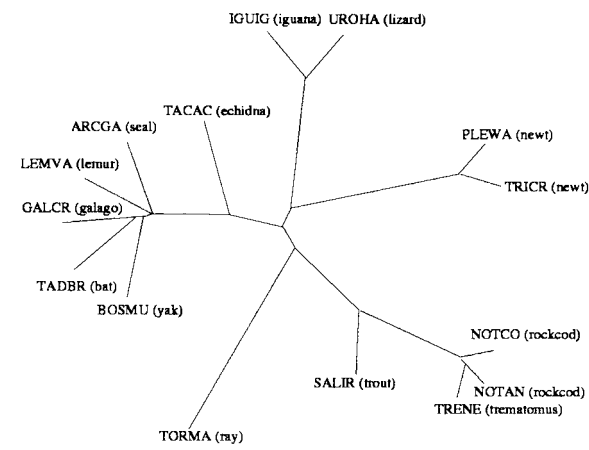 IGUIG (iguana) UROHA (lizard)
TACAC (echidna)
ARCGA (seal)
PLEWA (newt)
LEMVA (lemur)
TRICR (newt)
GALCR (galago)
TADBR (bat)
BOSMU (yak)
NOTCO (rockcod)
SALIR (trout)
NOTAN (rockcod)
TRENE (trematomus)
TORMA (ray)